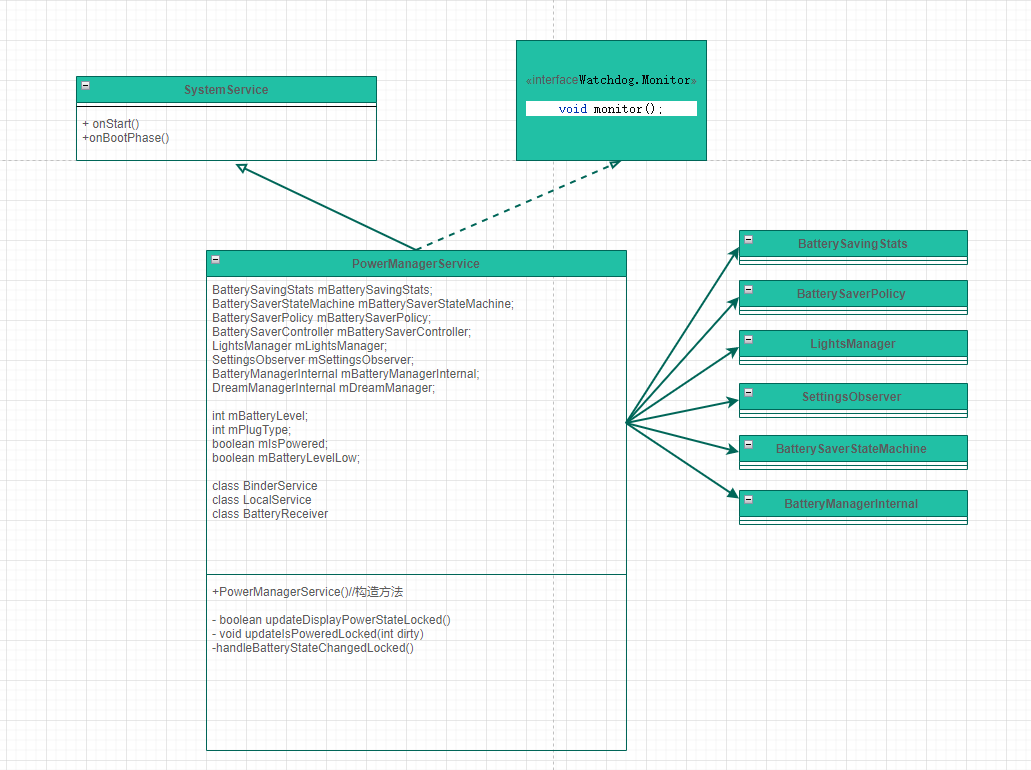 SystemService
+ onStart()
+onBootPhase()
«interfaceWatchdog.Monitor»
void monitor();
PowerManagerService
BatterySavingStats mBatterySavingStats;
BatterySaverStateMachine mBatterySaverStateMachine;
BatterySaverPolicy mBatterySaverPolicy;
BatterySaverController mBatterySaverController;
LightsManager mLightsManager;
SettingsObserver mSettingsObserver;
BatteryManagerInternal mBatteryManagerInternal;
DreamManagerInternal mDreamManager;
int mBatteryLevel;
int mPlugType;
boolean mIsPowered;
boolean mBatteryLevelLow;
class BinderService
class LocalService
class BatteryReceiver
+PowerManagerService()//构造方法
- boolean updateDisplayPowerStateLocked()
- void updateIsPoweredLocked(int dirty)
-handleBatteryStateChangedLocked()
BatterySavingStats
BatterySaverPolicy
LightsManager
SettingsObserver
BatterySaverStateMachine
BatteryManagerInternal